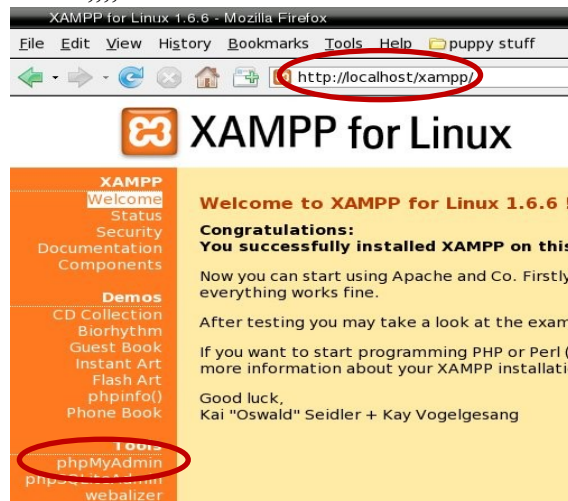 XAMPP for Linux 1.6.6 - Mozilla Firefox
File Edit View History Bookmarks Tools Help puppy stuff
http://localhost/xampp/
XAMPP for Linux
XAMPP
Welcome
Status
Security
Documentation
Components
Demos
CD Collection
Biorhythm
Guest Book
Instant Art
Flash Art
phpinfo()
Phone Book
Tools
phpMyAdmin
phpSQLiteAdmin
webalizer
Welcome to XAMPP for Linux 1.6.6 !
Congratulations:
You successfully installed XAMPP on this
Now you can start using Apache and Co. Firstly
everything works fine.
After testing you may take a look at the exam
If you want to start programming PHP or Perl (
more information about your XAMPP installati
Good luck,
Kai "Oswald" Seidler + Kay Vogelgesang